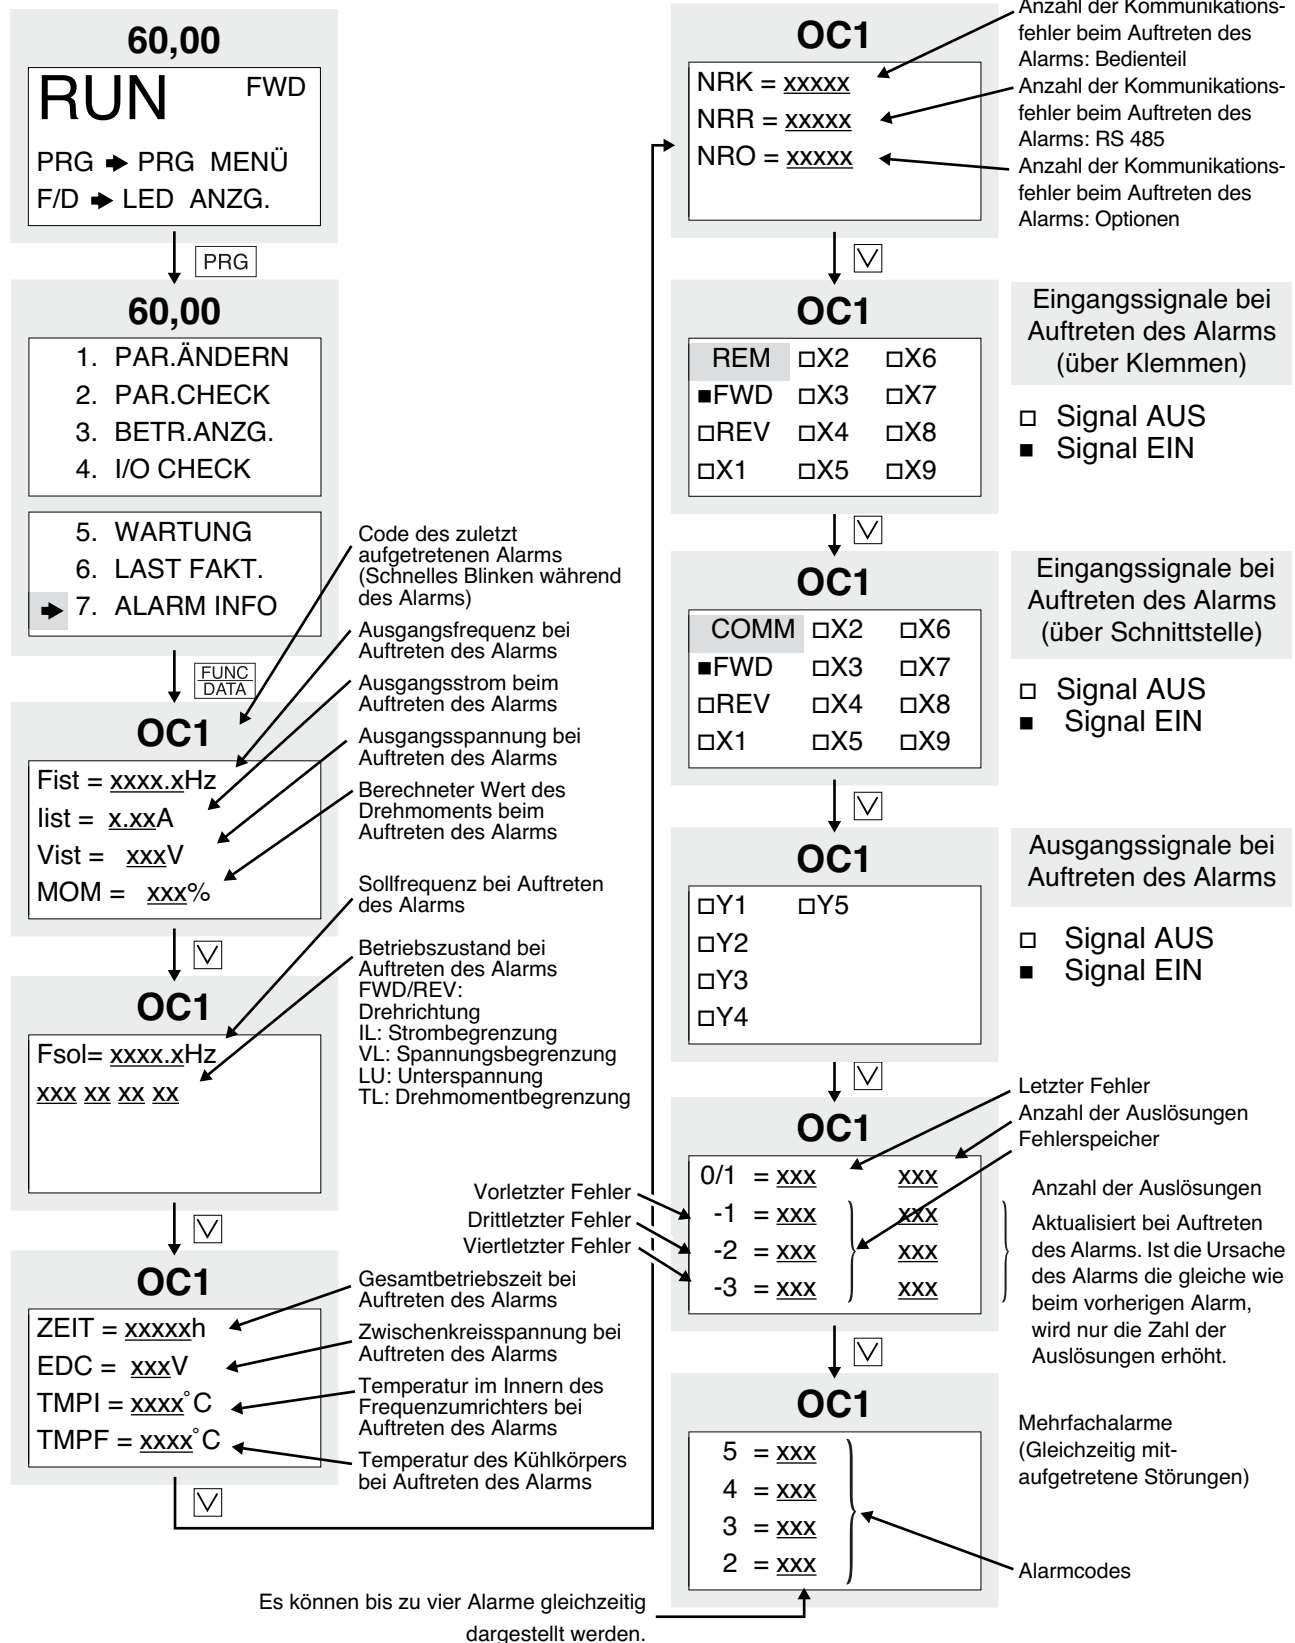 60,00
RUN FWD
PRG ➡ PRG MENÜ
F/D ➡ LED ANZG.
PRG
60,00
1. PAR.ÄNDERN
2. PAR.CHECK
3. BETR.ANZG.
4. I/O CHECK
5. WARTUNG
6. LAST FAKT.
➡ 7. ALARM INFO
FUNC
DATA
Code des zuletzt
aufgetretenen Alarms
(Schnelles Blinken während
des Alarms)
Ausgangsfrequenz bei
Auftreten des Alarms
Ausgangsstrom beim
Auftreten des Alarms
Ausgangsspannung bei
Auftreten des Alarms
Berechneter Wert des
Drehmoments beim
Auftreten des Alarms
OC1
Fist = xxxx.xHz
Iist = x.xxA
Vist = xxxV
MOM = xxx%
Sollfrequenz bei Auftreten
des Alarms
Betriebszustand bei
Auftreten des Alarms
FWD/REV:
Drehrichtung
IL: Strombegrenzung
VL: Spannungsbegrenzung
LU: Unterspannung
TL: Drehmomentbegrenzung
OC1
Fsol= xxxx.xHz
xxx xx xx xx
OC1
ZEIT = xxxxxh
EDC = xxxV
TMPI = xxxx°C
TMPF = xxxx°C
Gesamtbetriebszeit bei
Auftreten des Alarms
Zwischenkreisspannung bei
Auftreten des Alarms
Temperatur im Innern des
Frequenzumrichters bei
Auftreten des Alarms
Temperatur des Kühlkörpers
bei Auftreten des Alarms
OC1
NRK = xxxxx
NRR = xxxxx
NRO = xxxxx
Anzahl der Kommunikations-
fehler beim Auftreten des
Alarms: Bedienteil
Anzahl der Kommunikations-
fehler beim Auftreten des
Alarms: RS 485
Anzahl der Kommunikations-
fehler beim Auftreten des
Alarms: Optionen
OC1
REM □X2 □X6
■FWD □X3 □X7
□REV □X4 □X8
□X1 □X5 □X9
Eingangssignale bei
Auftreten des Alarms
(über Klemmen)
□ Signal AUS
■ Signal EIN
OC1
COMM □X2 □X6
■FWD □X3 □X7
□REV □X4 □X8
□X1 □X5 □X9
Eingangssignale bei
Auftreten des Alarms
(über Schnittstelle)
□ Signal AUS
■ Signal EIN
OC1
□Y1 □Y5
□Y2
□Y3
□Y4
Ausgangssignale bei
Auftreten des Alarms
□ Signal AUS
■ Signal EIN
Letzter Fehler
Anzahl der Auslösungen
Fehlerspeicher
OC1
0/1 = xxx xxx
-1 = xxx xxx
-2 = xxx xxx
-3 = xxx xxx
Vorletzter Fehler
Drittletzter Fehler
Viertletzter Fehler
Anzahl der Auslösungen
Aktualisiert bei Auftreten
des Alarms. Ist die Ursache
des Alarms die gleiche wie
beim vorherigen Alarm,
wird nur die Zahl der
Auslösungen erhöht.
OC1
5 = xxx
4 = xxx
3 = xxx
2 = xxx
Mehrfachalarme
(Gleichzeitig mit-
aufgetretene Störungen)
Alarmcodes
Es können bis zu vier Alarme gleichzeitig
dargestellt werden.